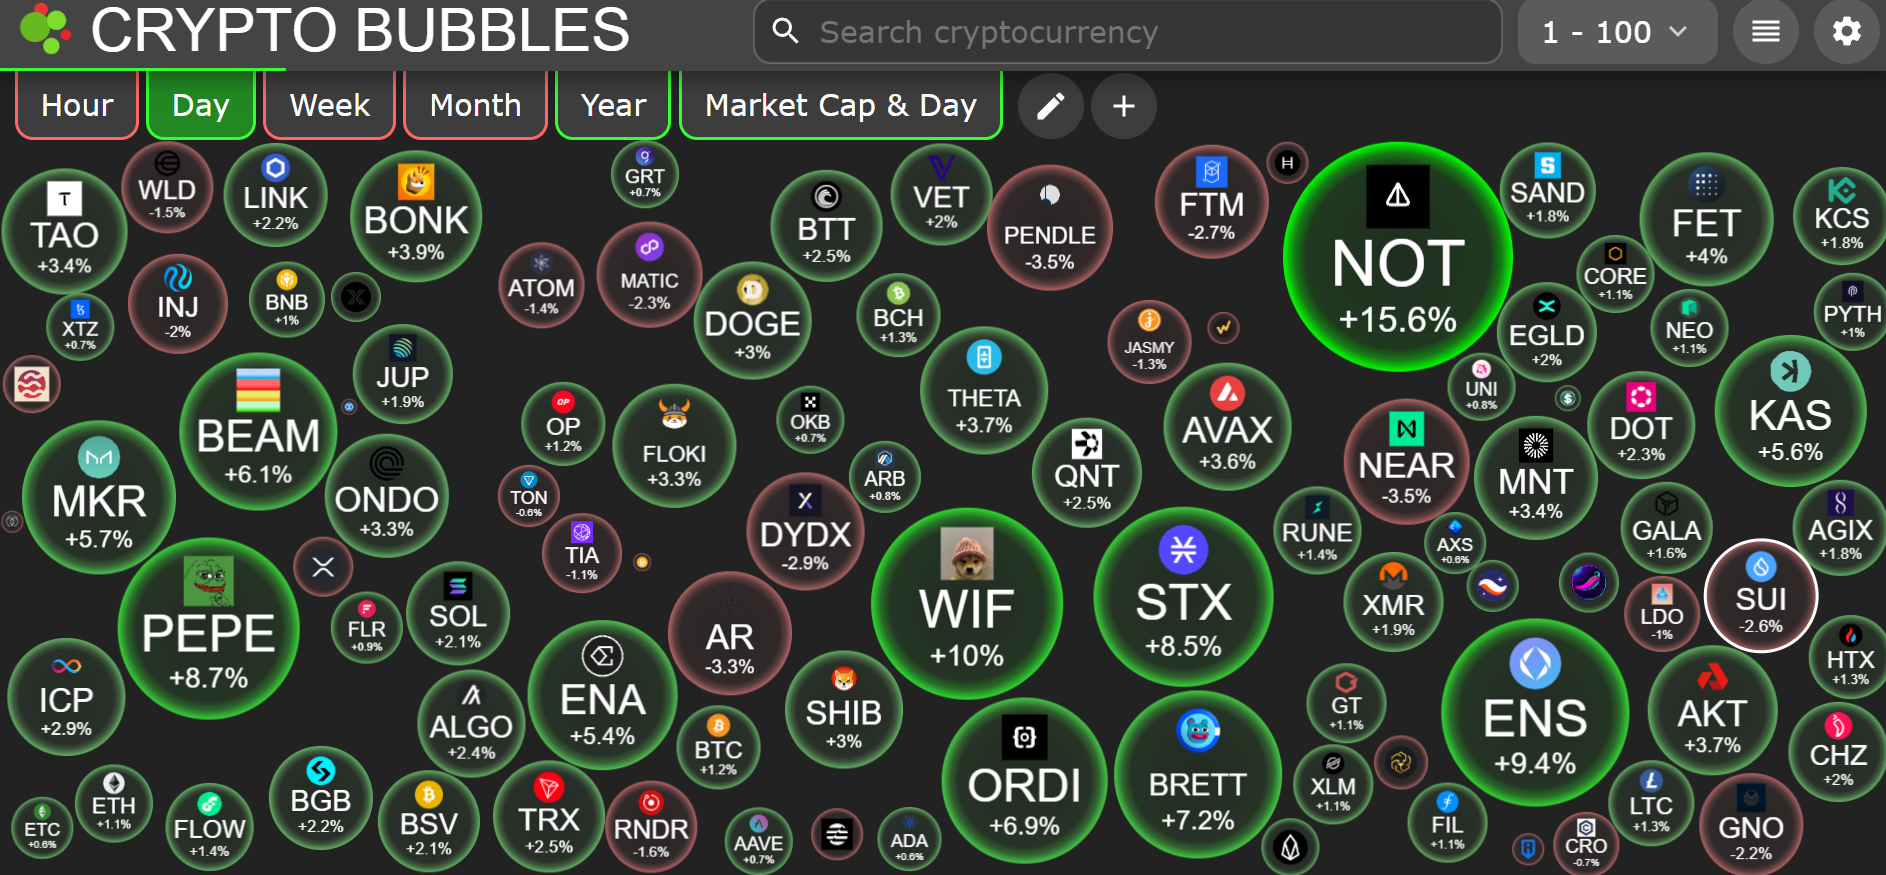 CRYPTO BUBBLES
Search cryptocurrency
1 - 100
Hour
Day
Week
Month
Year
Market Cap & Day
TAO
+3.4%
WLD
-1.5%
LINK
+2.2%
BONK
+3.9%
GRT
+0.7%
BTT
+2.5%
VET
+2%
PENDLE
-3.5%
FTM
-2.7%
H
NOT
+15.6%
SAND
+1.8%
FET
+4%
KCS
+1.8%
XTZ
+0.7%
INJ
-2%
BNB
+1%
ATOM
-1.4%
MATIC
-2.3%
DOGE
+3%
BCH
+1.3%
CORE
+1.1%
PYTH
+1%
JASMY
-1.3%
EGLD
+2%
NEO
+1.1%
JUP
+1.9%
THETA
+3.7%
UNI
+0.8%
BEAM
+6.1%
OP
OP
+1.2%
FLOKI
+3.3%
OKB
+0.7%
AVAX
+3.6%
NEAR
-3.5%
DOT
+2.3%
KAS
+5.6%
MKR
+5.7%
ONDO
+3.3%
TON
-0.6%
ARB
+0.8%
QNT
+2.5%
MNT
+3.4%
TIA
-1.1%
DYDX
-2.9%
RUNE
+1.4%
AXS
+0.6%
GALA
+1.6%
AGIX
+1.8%
PEPE
+8.7%
FLR
+0.9%
SOL
+2.1%
AR
-3.3%
WIF
+10%
STX
+8.5%
XMR
+1.9%
LDO
-1%
SUI
-2.6%
ICP
+2.9%
ALGO
+2.4%
ENA
+5.4%
BTC
+1.2%
SHIB
+3%
GT
+1.1%
ENS
+9.4%
AKT
+3.7%
HTX
+1.3%
ETC
+0.6%
ETH
+1.1%
FLOW
+1.4%
BGB
+2.2%
BSV
+2.1%
TRX
+2.5%
RNDR
-1.6%
AAVE
+0.7%
ADA
+0.6%
ORDI
+6.9%
BRETT
+7.2%
XLM
+1.1%
FIL
+1.1%
CRO
-0.7%
LTC
+1.3%
GNO
-2.2%
CHZ
+2%